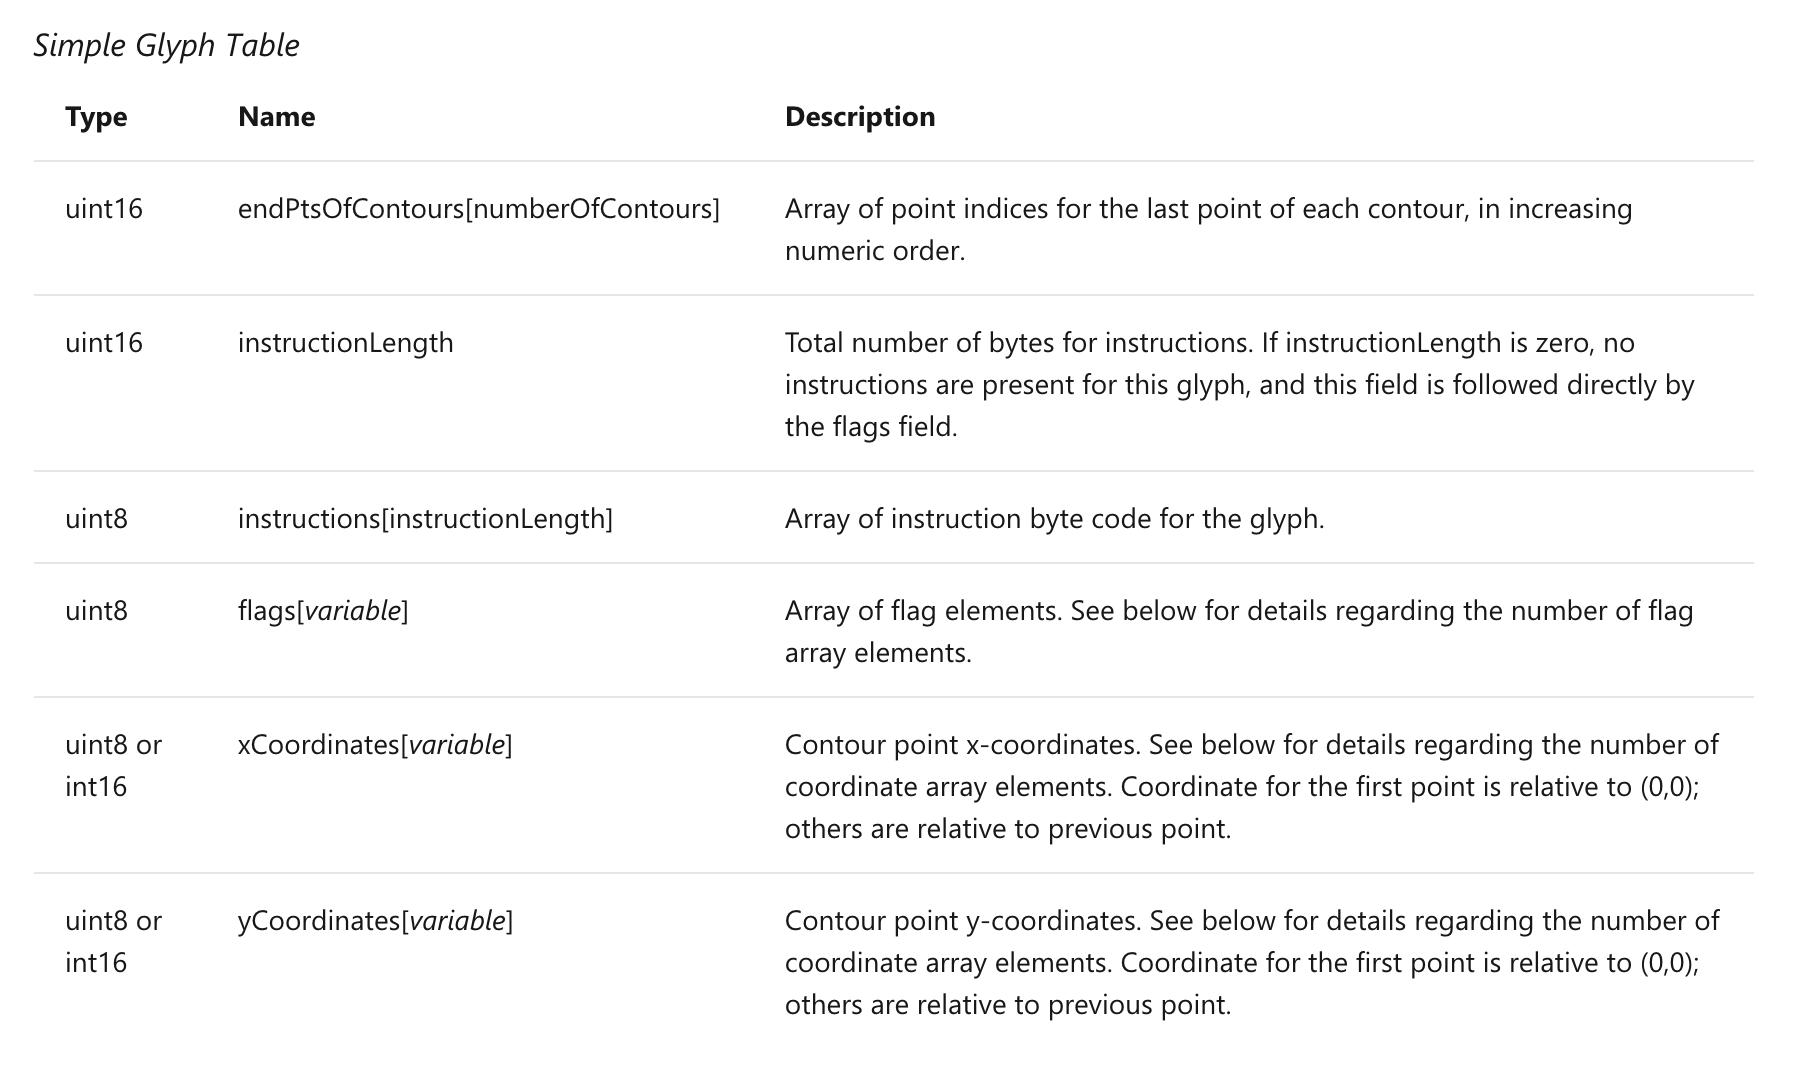 Simple Glyph Table
Type Name Description
uint16 endPtsOfContours[numberOfContours] Array of point indices for the last point of each contour, in increasing
numeric order.
uint16 instructionLength Total number of bytes for instructions. If instructionLength is zero, no
instructions are present for this glyph, and this field is followed directly by
the flags field.
uint8 instructions[instructionLength] Array of instruction byte code for the glyph.
uint8 flags[variable] Array of flag elements. See below for details regarding the number of flag
array elements.
uint8 or xCoordinates[variable] Contour point x-coordinates. See below for details regarding the number of
int16 coordinate array elements. Coordinate for the first point is relative to (0,0);
others are relative to previous point.
uint8 or yCoordinates[variable] Contour point y-coordinates. See below for details regarding the number of
int16 coordinate array elements. Coordinate for the first point is relative to (0,0);
others are relative to previous point.